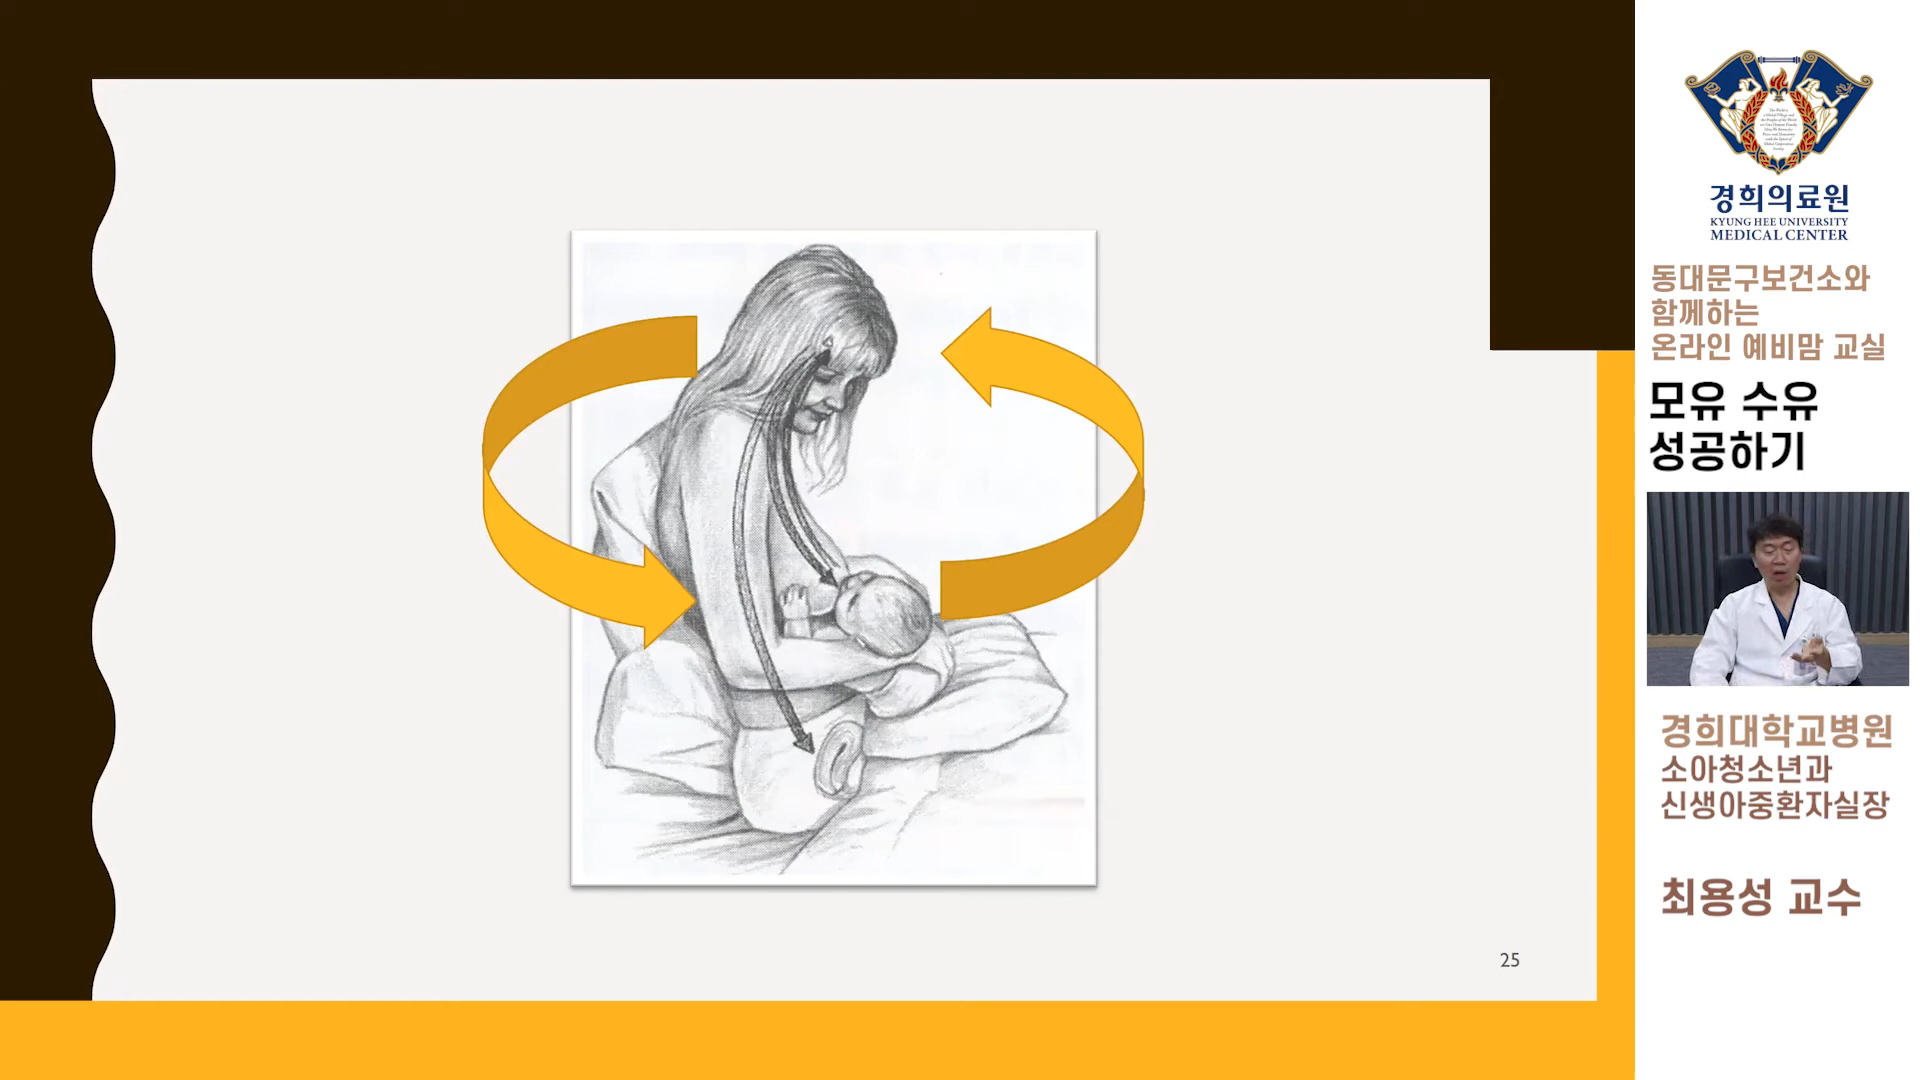 경희의료원
KYUNG HEE UNIVERSITY
MEDICAL CENTER
동대문구보건소와
함께하는
온라인 예비맘 교실
모유 수유
성공하기
경희대학교병원
소아청소년과
신생아중환자실장
최용성 교수
25